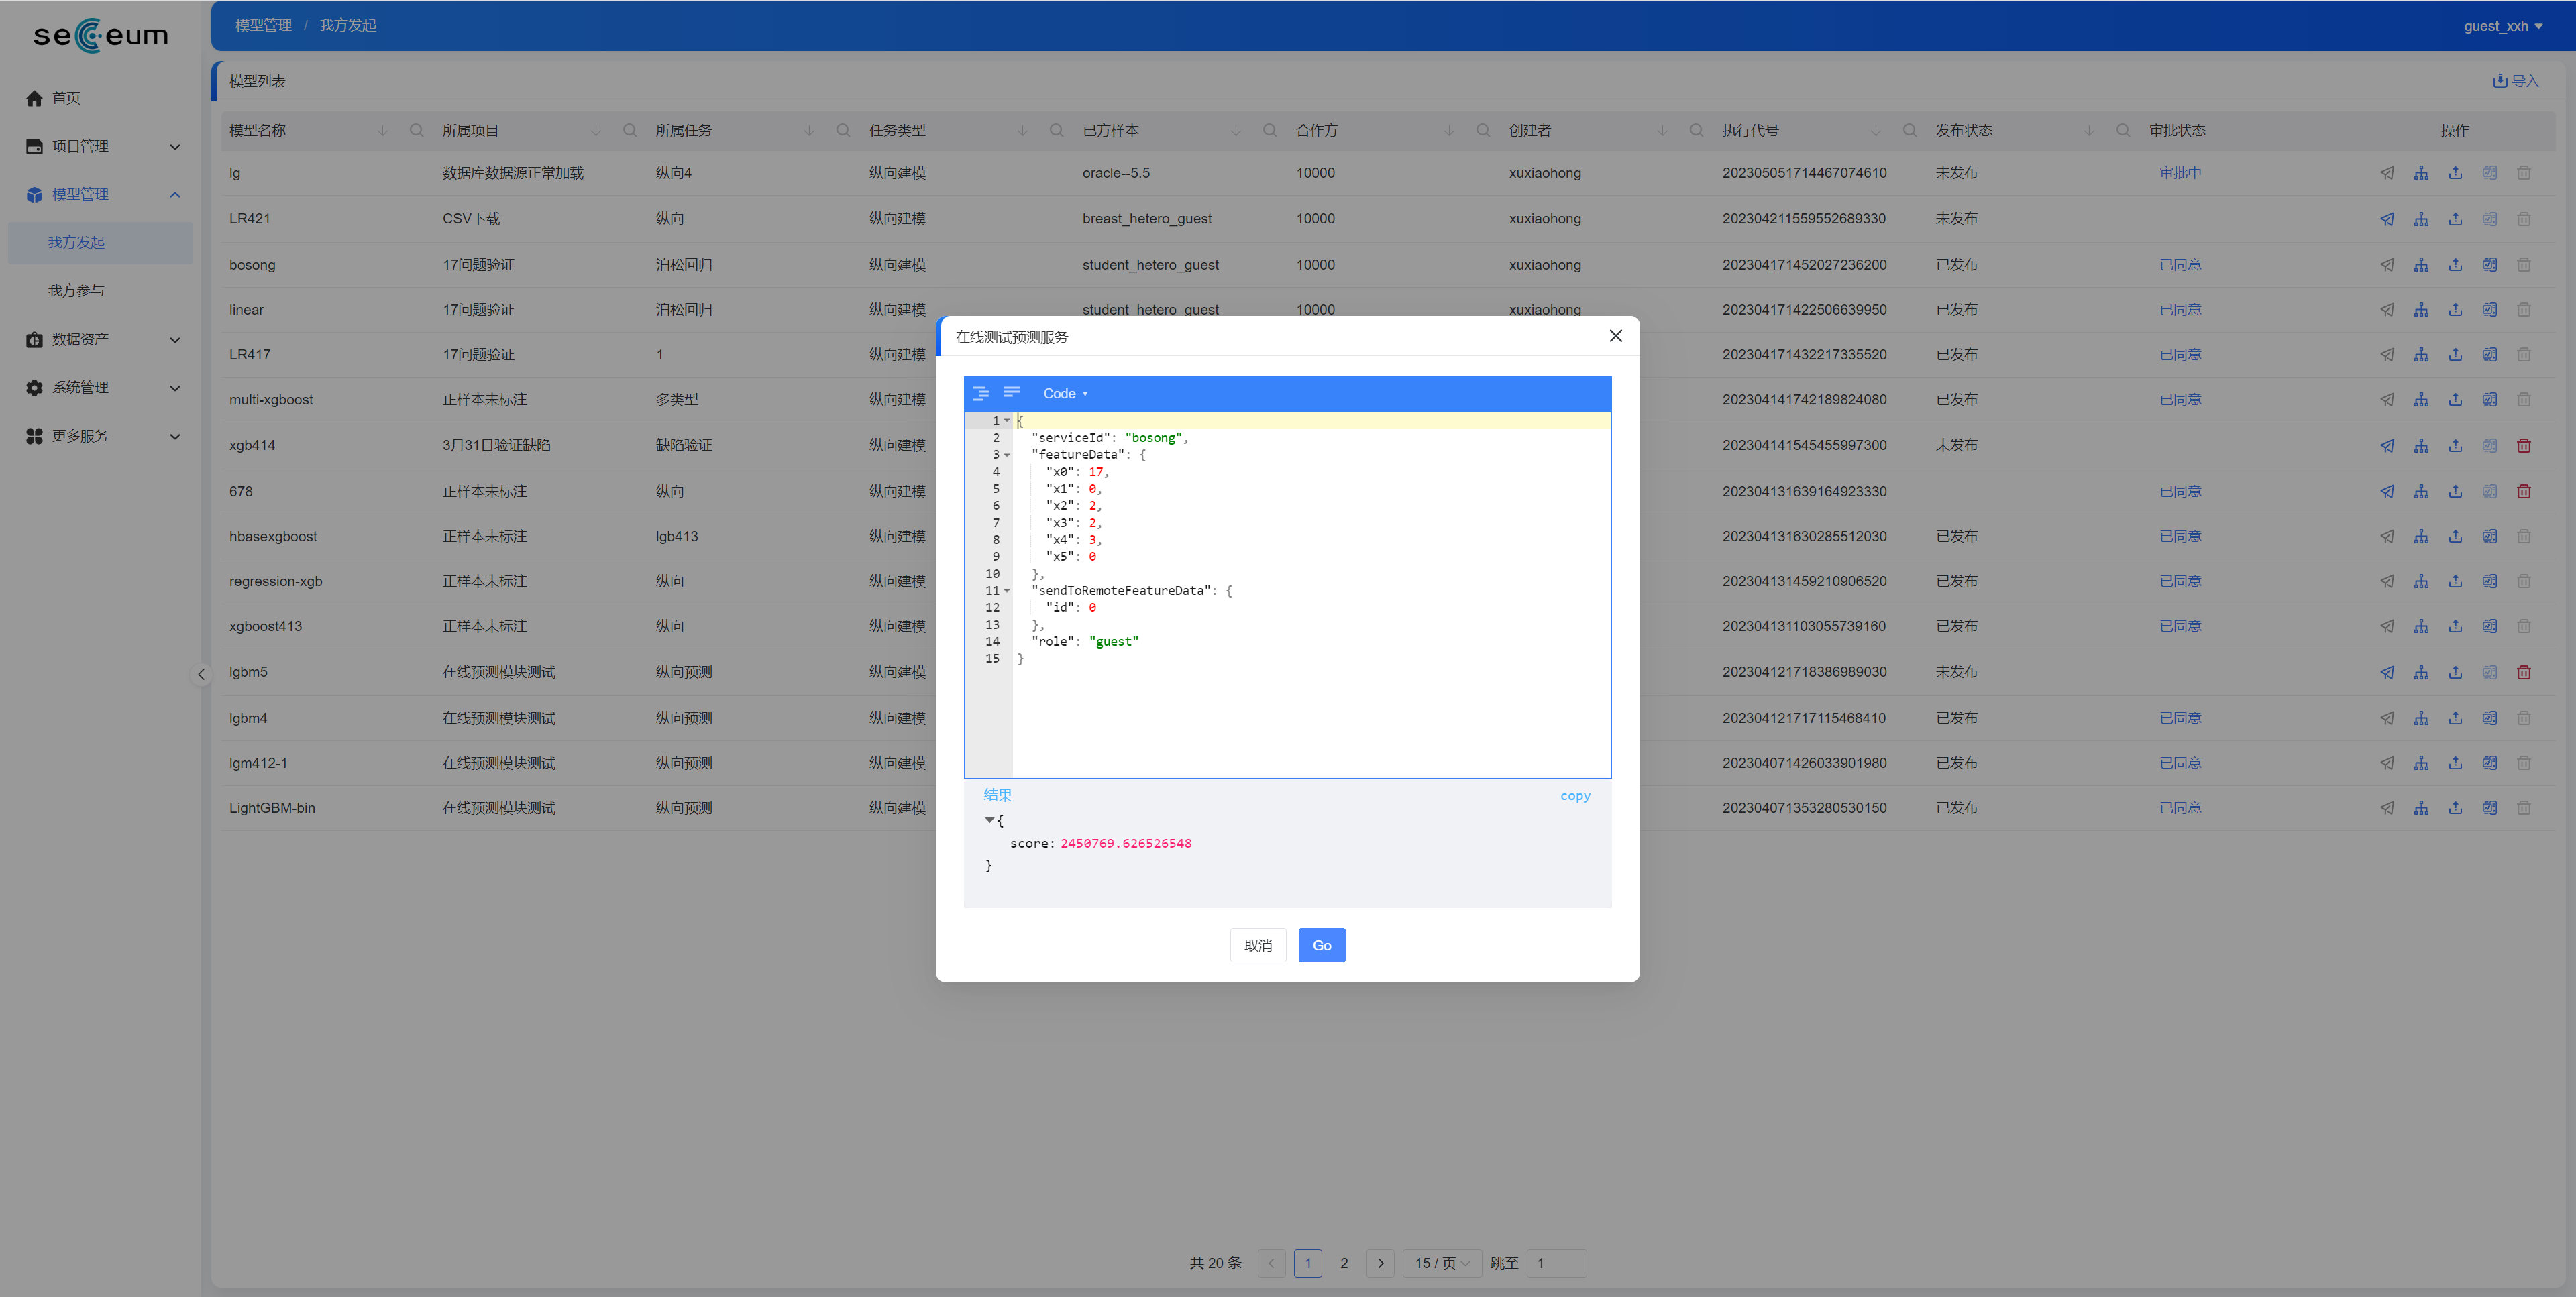 secceum
模型管理 / 我方发起
guest_xxh
首页
项目管理
模型管理
我方发起
我方参与
数据资产
系统管理
更多服务
模型列表
导入
模型名称 所属项目 所属任务 任务类型 已方样本 合作方 创建者 执行代号 发布状态 审批状态 操作
lg 数据库数据源正常加载 纵向4 纵向建模 oracle--5.5 10000 xuxiaohong 202305051714467074610 未发布 审批中
LR421 CSV下载 纵向 纵向建模 breast_hetero_guest 10000 xuxiaohong 202304211559552689330 未发布
bosong 17问题验证 泊松回归 纵向建模 student_hetero_guest 10000 xuxiaohong 202304171452027236200 已发布 已同意
linear 17问题验证 泊松回归 纵向建模 student_hetero_guest 10000 xuxiaohong 202304171422506639950 已发布 已同意
LR417 17问题验证 1 纵向建模 202304171432217335520 已发布 已同意
multi-xgboost 正样本未标注 多类型 纵向建模 202304141742189824080 已发布 已同意
xgb414 3月31日验证缺陷 缺陷验证 纵向建模 202304141545455997300 未发布
678 正样本未标注 纵向 纵向建模 202304131639164923330 已同意
hbasexgboost 正样本未标注 lgb413 纵向建模 202304131630285512030 已发布 已同意
regression-xgb 正样本未标注 纵向 纵向建模 202304131459210906520 已发布 已同意
xgboost413 正样本未标注 纵向 纵向建模 202304131103055739160 已发布 已同意
lgbm5 在线预测模块测试 纵向预测 纵向建模 202304121718386989030 未发布
lgbm4 在线预测模块测试 纵向预测 纵向建模 202304121717115468410 已发布 已同意
lgm412-1 在线预测模块测试 纵向预测 纵向建模 202304071426033901980 已发布 已同意
LightGBM-bin 在线预测模块测试 纵向预测 纵向建模 202304071353280530150 已发布 已同意
在线测试预测服务
Code
1 {
2 "serviceId": "bosong",
3 "featureData": {
4 "x0": 17,
5 "x1": 0,
6 "x2": 2,
7 "x3": 2,
8 "x4": 3,
9 "x5": 0
10 },
11 "sendToRemoteFeatureData": {
12 "id": 0
13 },
14 "role": "guest"
15 }
结果 copy
{
score: 2450769.626526548
}
取消 Go
共 20 条 1 2 15 / 页 跳至 1